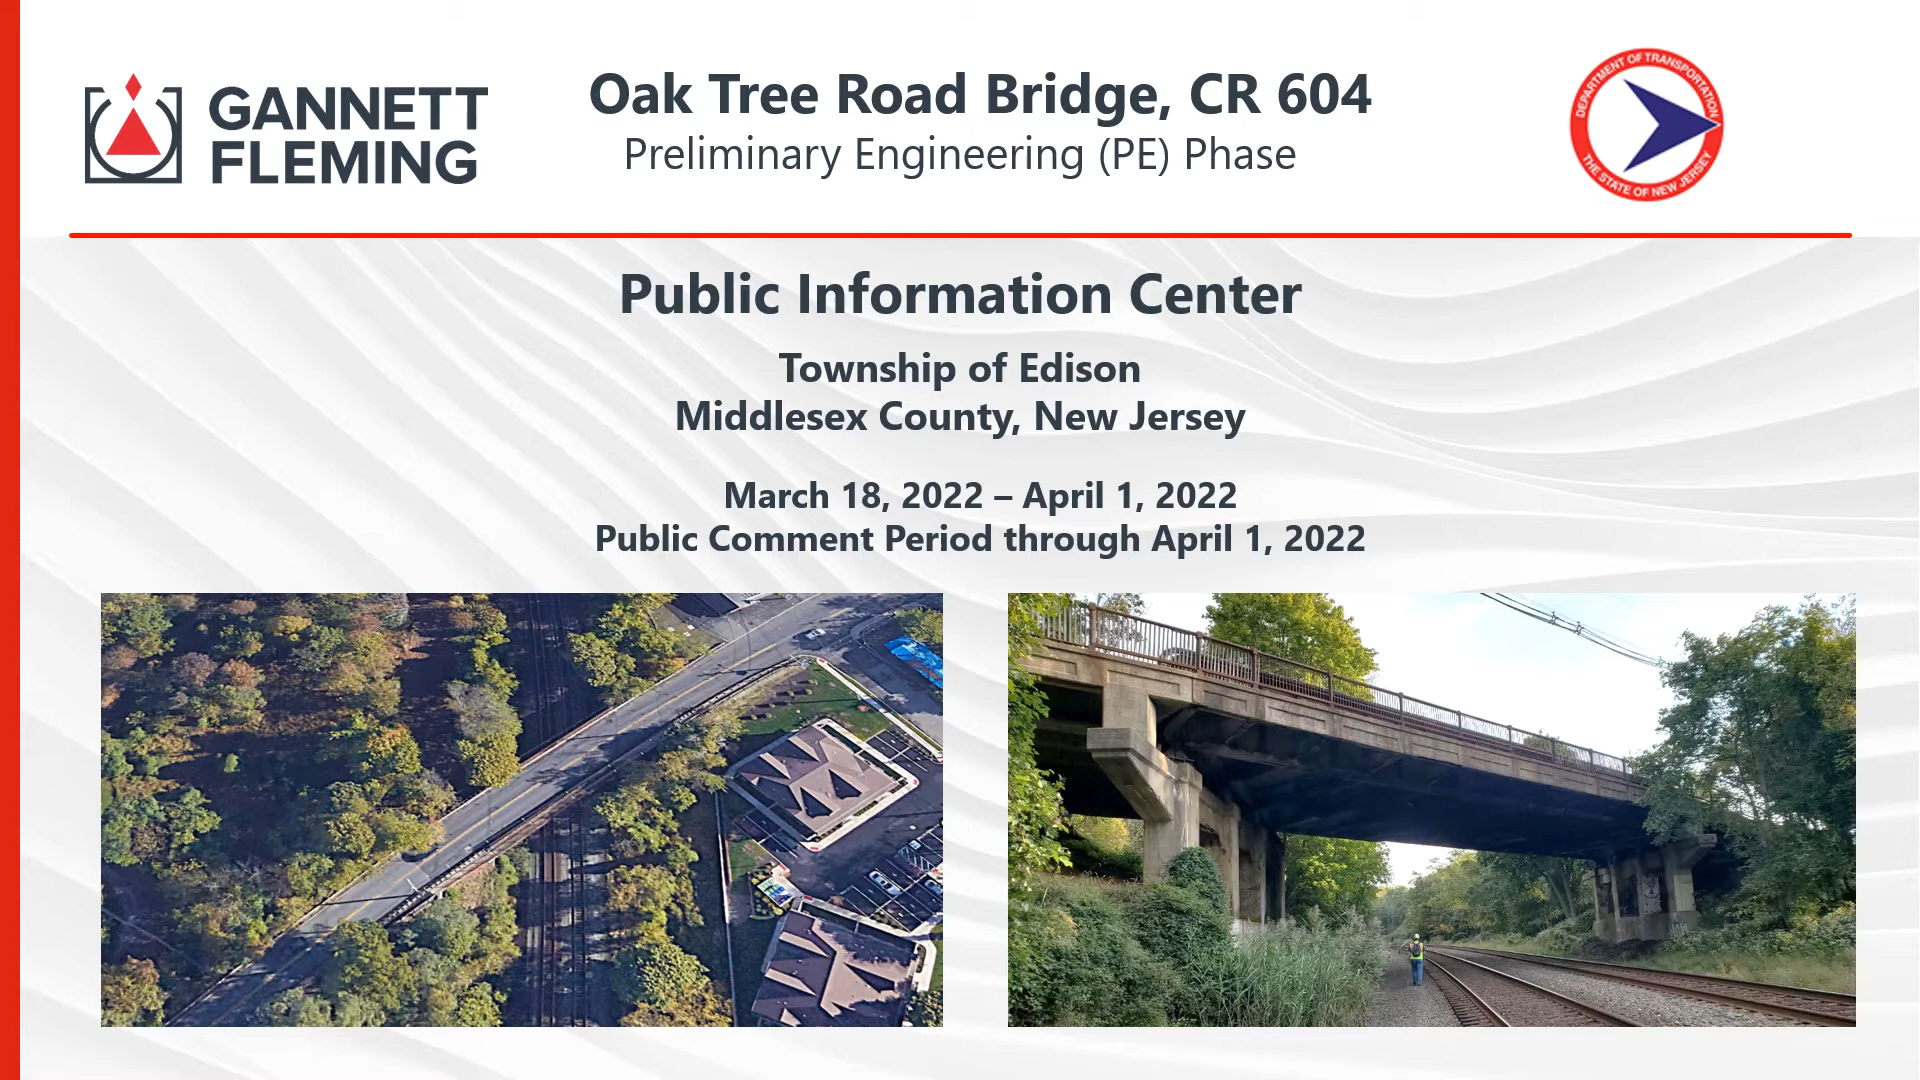 GANNETT
FLEMING
Oak Tree Road Bridge, CR 604
Preliminary Engineering (PE) Phase
DEPARTMENT OF TRANSPORTATION
THE STATE OF NEW JERSEY
Public Information Center
Township of Edison
Middlesex County, New Jersey
March 18, 2022 – April 1, 2022
Public Comment Period through April 1, 2022